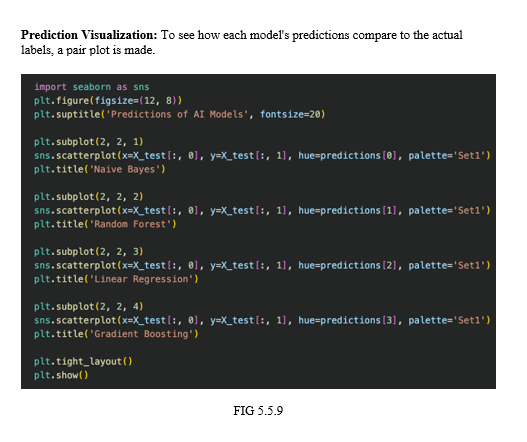 Prediction Visualization: To see how each model's predictions compare to the actual
labels, a pair plot is made.
import seaborn as sns
plt.figure(figsize=(12, 8))
plt.suptitle('Predictions of AI Models', fontsize=20)
plt.subplot(2, 2, 1)
sns.scatterplot(x=X_test[:, 0], y=X_test[:, 1], hue=predictions[0], palette='Set1')
plt.title('Naive Bayes')
plt.subplot(2, 2, 2)
sns.scatterplot(x=X_test[:, 0], y=X_test[:, 1], hue=predictions[1], palette='Set1')
plt.title('Random Forest')
plt.subplot(2, 2, 3)
sns.scatterplot(x=X_test[:, 0], y=X_test[:, 1], hue=predictions[2], palette='Set1')
plt.title('Linear Regression')
plt.subplot(2, 2, 4)
sns.scatterplot(x=X_test[:, 0], y=X_test[:, 1], hue=predictions[3], palette='Set1')
plt.title('Gradient Boosting')
plt.tight_layout()
plt.show()
FIG 5.5.9